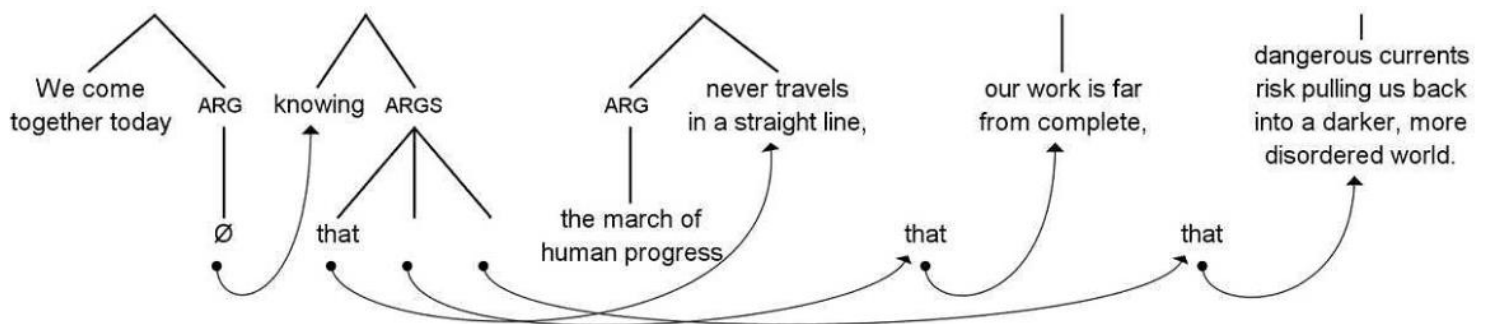 We come
together today
ARG
Ø
knowing
ARGS
that
ARG
the march of
human progress
never travels
in a straight line,
that
our work is far
from complete,
that
dangerous currents
risk pulling us back
into a darker, more
disordered world.